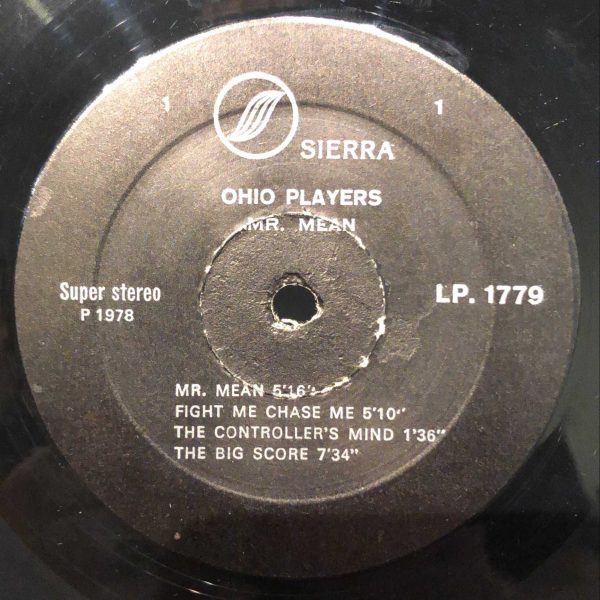 1
1
SIERRA
OHIO PLAYERS
MR. MEAN
Super stereo
P 1978
LP. 1779
MR. MEAN 5'16"
FIGHT ME CHASE ME 5'10"
THE CONTROLLER'S MIND 1'36"
THE BIG SCORE 7'34"